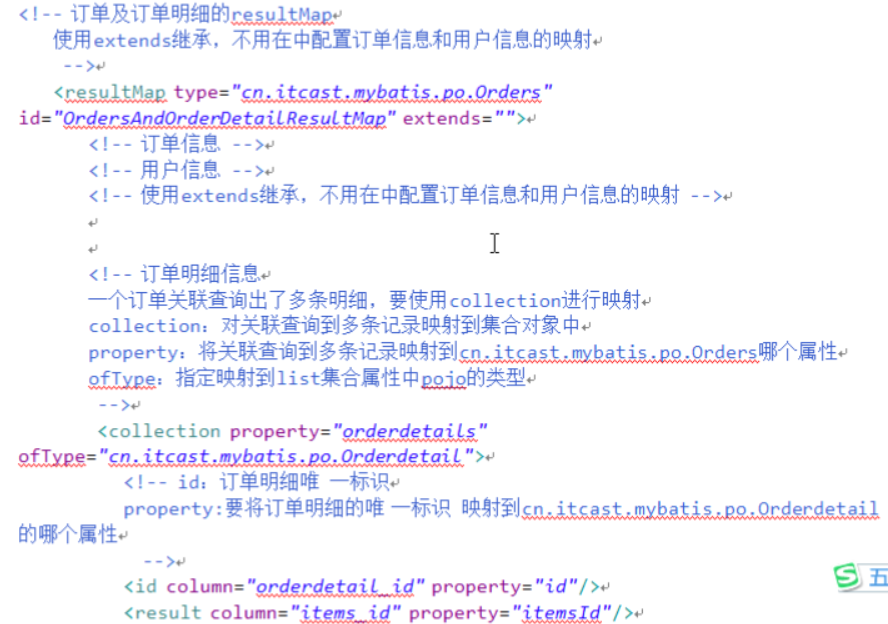 <!-- 订单及订单明细的resultMap
使用extends继承，不用在中配置订单信息和用户信息的映射
-->
<resultMap type="cn.itcast.mybatis.po.Orders"
id="OrdersAndOrderDetailResultMap" extends="">
<!-- 订单信息 -->
<!-- 用户信息 -->
<!-- 使用extends继承，不用在中配置订单信息和用户信息的映射 -->
<!-- 订单明细信息
一个订单关联查询出了多条明细，要使用collection进行映射
collection：对关联查询到多条记录映射到集合对象中
property：将关联查询到多条记录映射到cn.itcast.mybatis.po.Orders哪个属性
ofType：指定映射到list集合属性中pojo的类型
-->
<collection property="orderdetails"
ofType="cn.itcast.mybatis.po.Orderdetail">
<!-- id：订单明细唯 一标识
property:要将订单明细的唯 一标识 映射到cn.itcast.mybatis.po.Orderdetail
的哪个属性
-->
<id column="orderdetail_id" property="id"/>
<result column="items_id" property="itemsId"/>
S 五